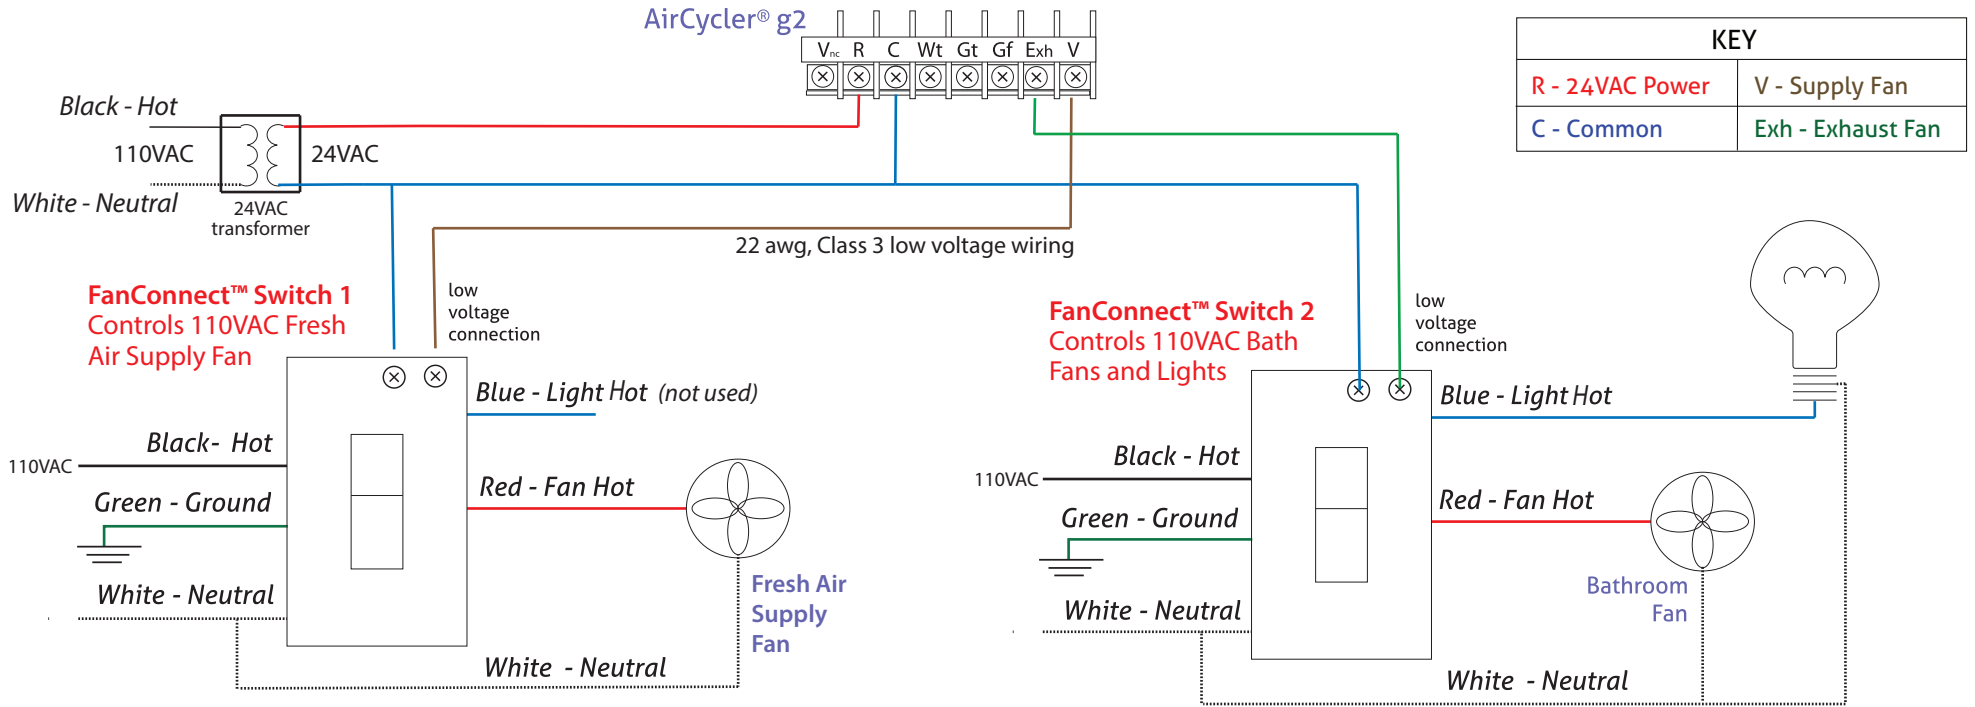 AirCycler® g2
Vnc R C Wt Gt Gf Exh V
KEY
R - 24VAC Power
V - Supply Fan
C - Common
Exh - Exhaust Fan
Black - Hot
110VAC
24VAC
White - Neutral
24VAC
transformer
22 awg, Class 3 low voltage wiring
FanConnect™ Switch 1
Controls 110VAC Fresh
Air Supply Fan
low
voltage
connection
Blue - Light Hot (not used)
Black- Hot
110VAC
Green - Ground
Red - Fan Hot
White - Neutral
Fresh Air
Supply
Fan
White - Neutral
FanConnect™ Switch 2
Controls 110VAC Bath
Fans and Lights
low
voltage
connection
Blue - Light Hot
Black - Hot
110VAC
Green - Ground
Red - Fan Hot
White - Neutral
Bathroom
Fan
White - Neutral